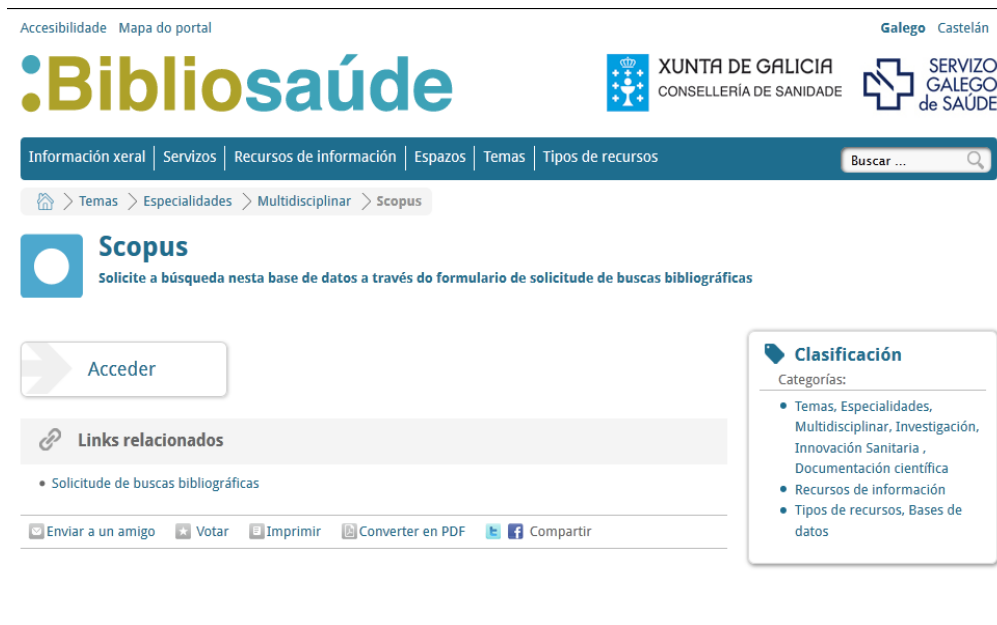 Accesibilidade Mapa do portal
Galego Castelán
:Bibliosaúde
XUNTA DE GALICIA
CONSELLERÍA DE SANIDADE
SERVIZO
GALEGO
de SAÚDE
Información xeral Servizos Recursos de información Espazos Temas Tipos de recursos
Buscar ...
Temas Especialidades Multidisciplinar Scopus
Scopus
Solicite a búsqueda nesta base de datos a través do formulario de solicitude de buscas bibliográficas
Acceder
Links relacionados
• Solicitude de buscas bibliográficas
Enviar a un amigo Votar Imprimir Converter en PDF Compartir
Clasificación
Categorías:
• Temas, Especialidades,
Multidisciplinar, Investigación,
Innovación Sanitaria ,
Documentación científica
• Recursos de información
• Tipos de recursos, Bases de
datos